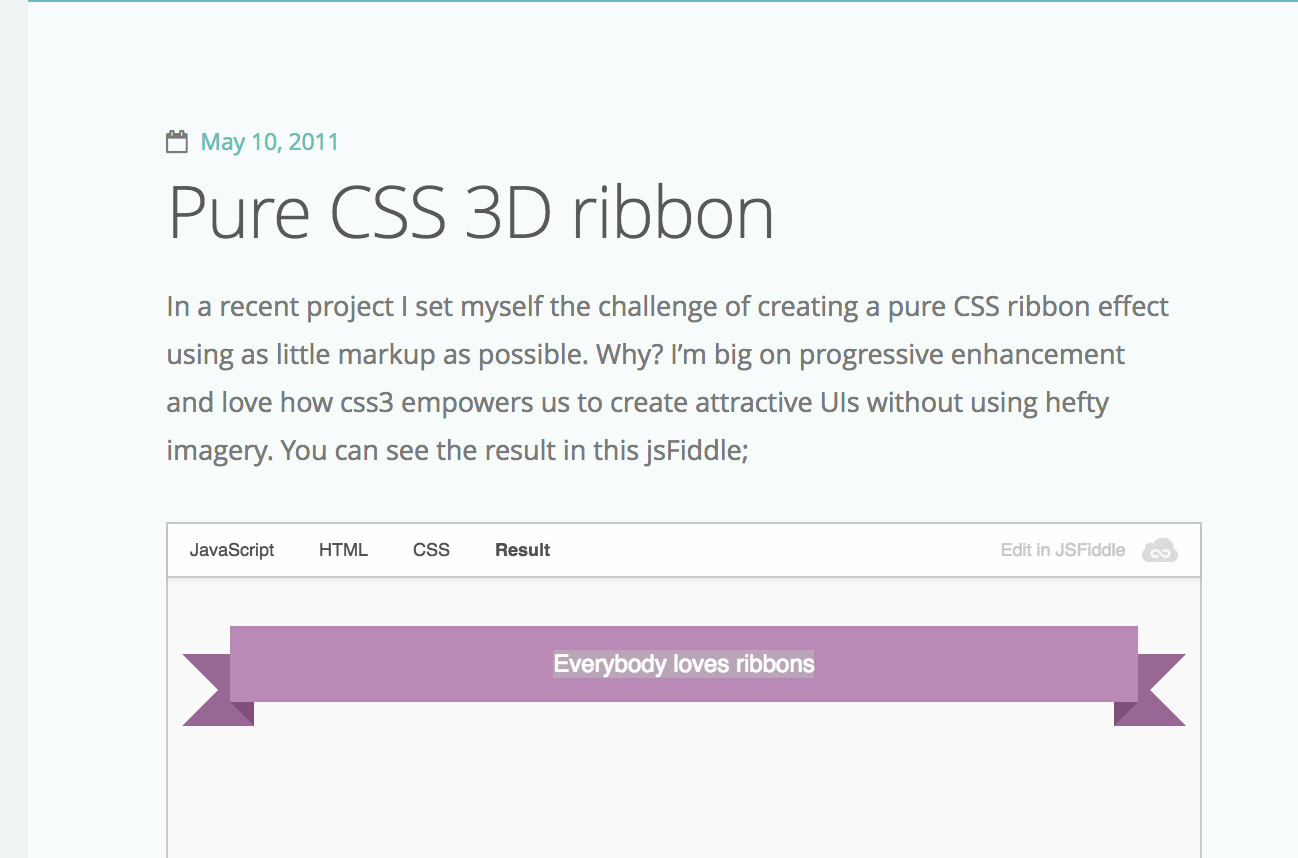 May 10, 2011
Pure CSS 3D ribbon
In a recent project I set myself the challenge of creating a pure CSS ribbon effect
using as little markup as possible. Why? I’m big on progressive enhancement
and love how css3 empowers us to create attractive UIs without using hefty
imagery. You can see the result in this jsFiddle;
JavaScript HTML CSS Result Edit in JSFiddle
Everybody loves ribbons